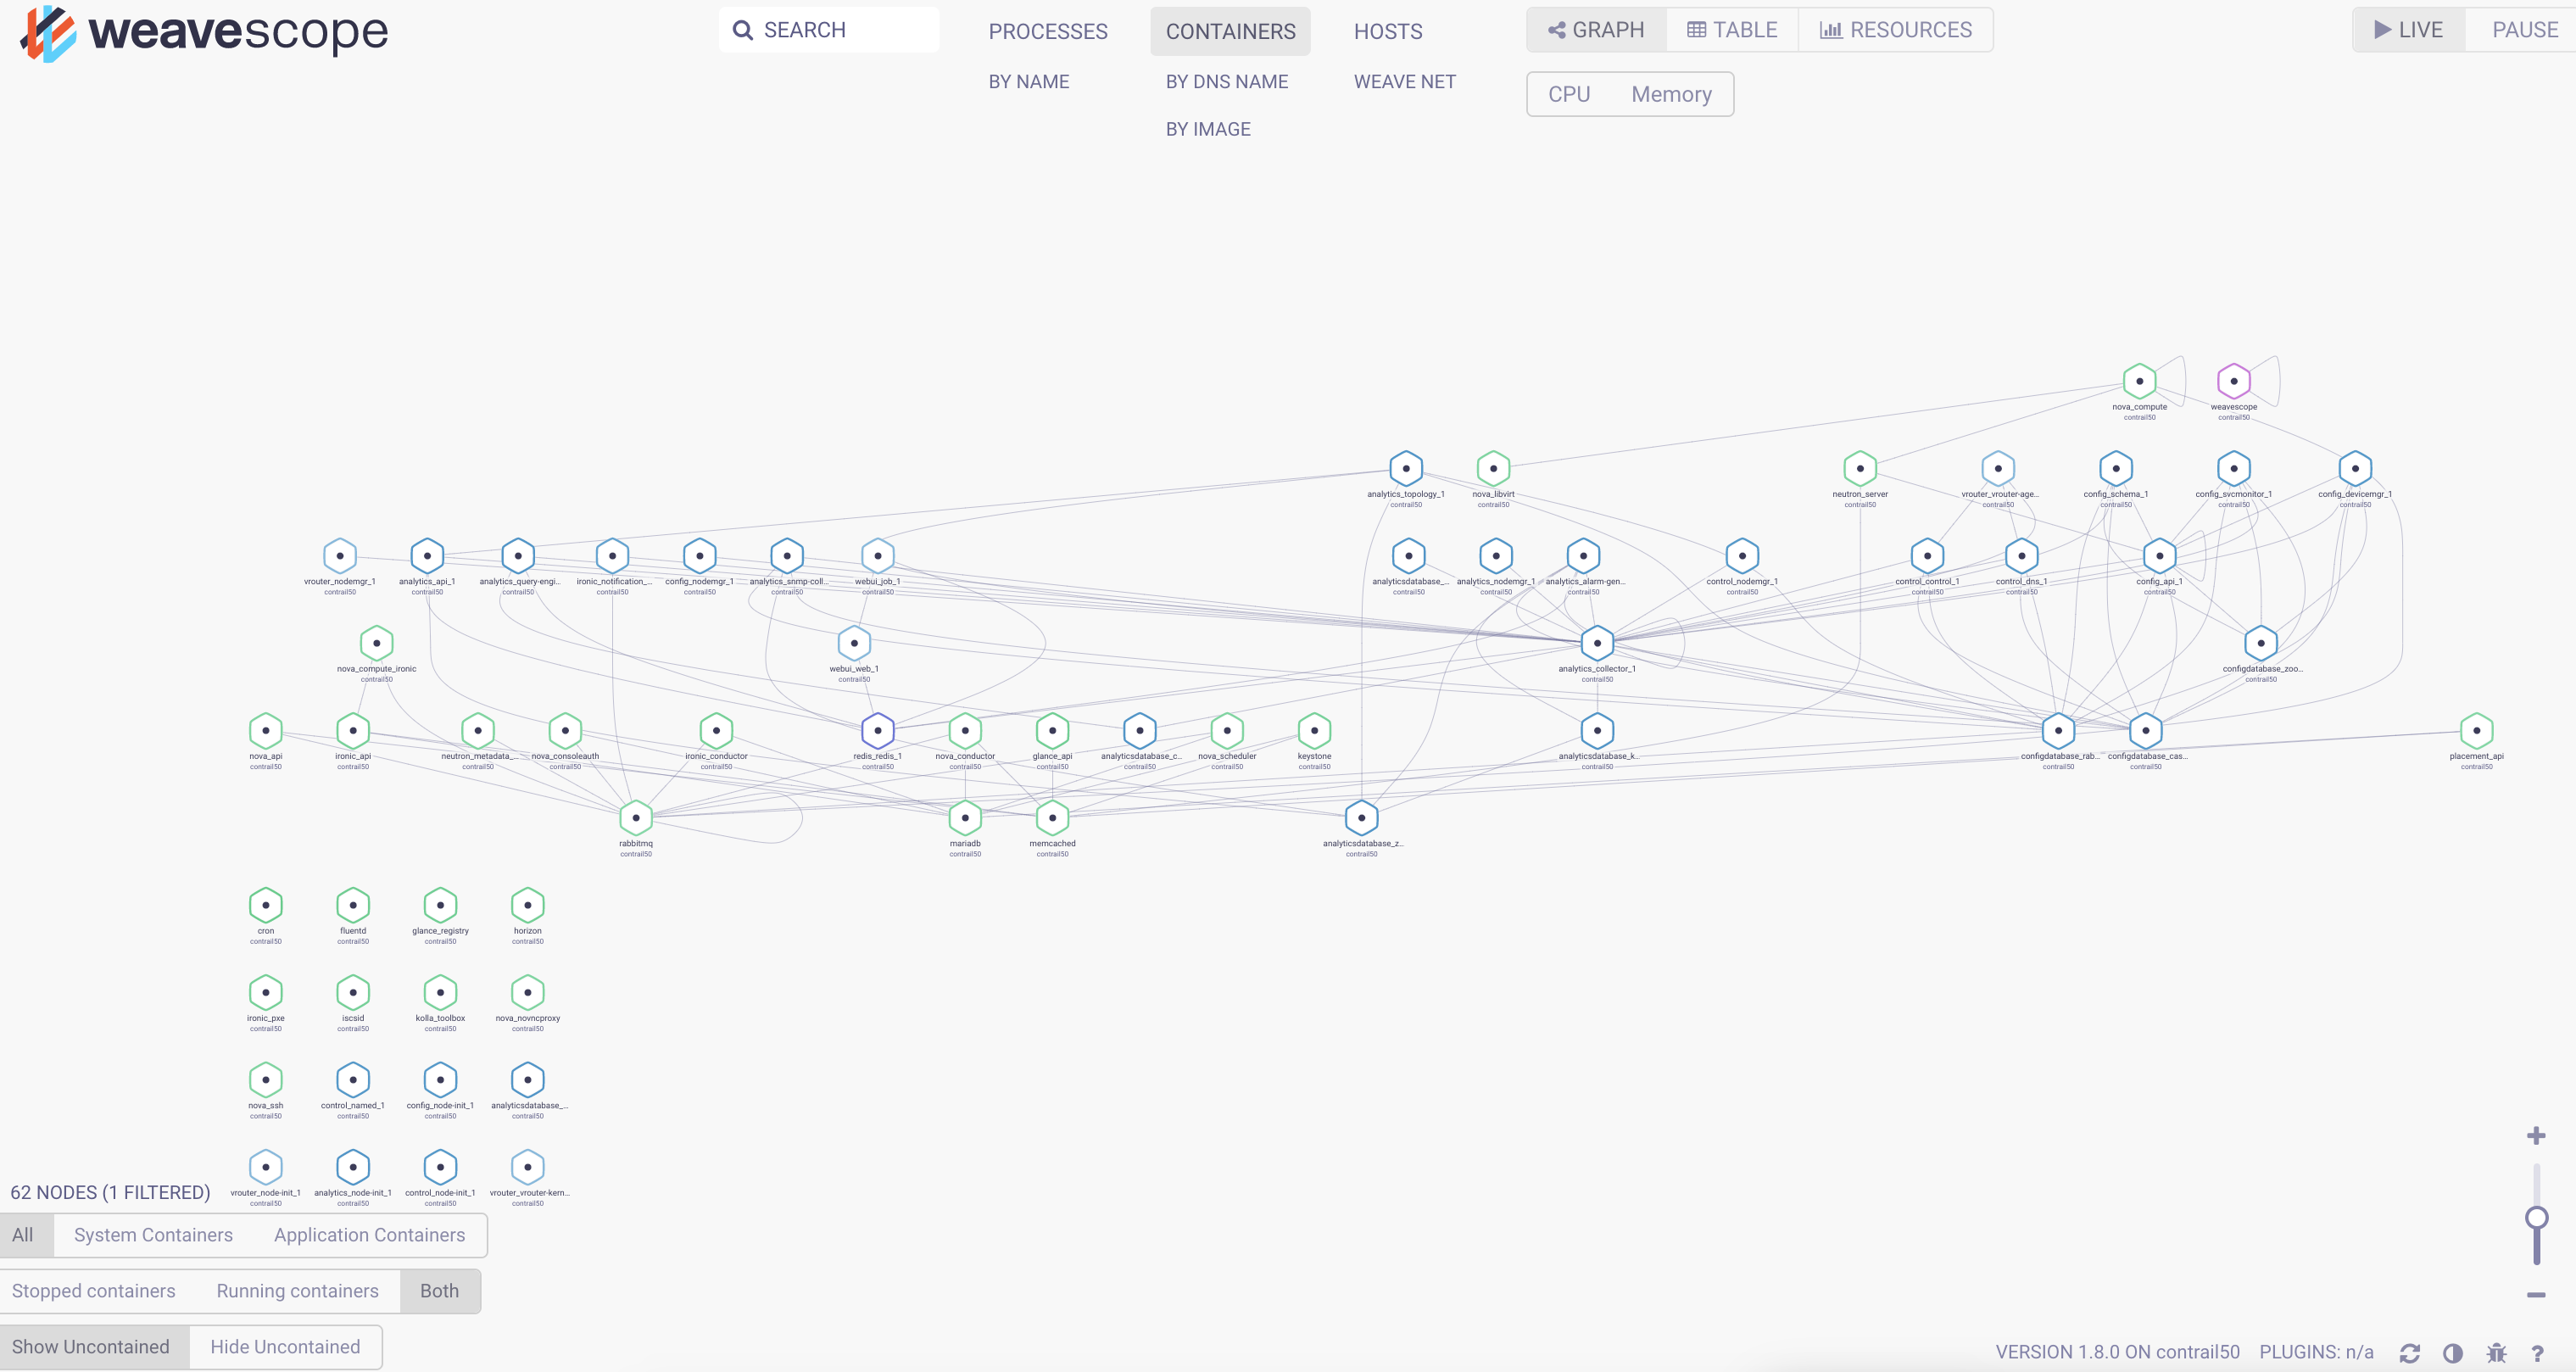 weavescope
SEARCH
PROCESSES CONTAINERS HOSTS
GRAPH TABLE RESOURCES
LIVE PAUSE
BY NAME BY DNS NAME WEAVE NET
CPU Memory
BY IMAGE
nova_compute weavescope
contrail50 contrail50
analytics_topology_1 nova_libvirt neutron_server vrouter_vrouter-age... config_schema_1 config_svcmonitor_1 config_devicemgr_1
contrail50 contrail50 contrail50 contrail50 contrail50 contrail50 contrail50
vrouter_nodemgr_1 analytics_api_1 analytics_query-engi... ironic_notification_... config_nodemgr_1 analytics_snmp-coll... webui_job_1 analyticsdatabase_... analytics_nodemgr_1 analytics_alarm-gen... control_nodemgr_1 control_control_1 control_dns_1 config_api_1
contrail50 contrail50 contrail50 contrail50 contrail50 contrail50 contrail50 contrail50 contrail50 contrail50 contrail50 contrail50 contrail50 contrail50
nova_compute_ironic webui_web_1 analytics_collector_1 configdatabase_zoo...
contrail50 contrail50 contrail50 contrail50
nova_api ironic_api neutron_metadata_... nova_consoleauth ironic_conductor redis_redis_1 nova_conductor glance_api analyticsdatabase_c... nova_scheduler keystone analyticsdatabase_k... configdatabase_rab... configdatabase_cas... placement_api
contrail50 contrail50 contrail50 contrail50 contrail50 contrail50 contrail50 contrail50 contrail50 contrail50 contrail50 contrail50 contrail50 contrail50 contrail50
rabbitmq mariadb memcached analyticsdatabase_z...
contrail50 contrail50 contrail50 contrail50
cron fluentd glance_registry horizon
contrail50 contrail50 contrail50 contrail50
ironic_pxe iscsid kolla_toolbox nova_novncproxy
contrail50 contrail50 contrail50 contrail50
nova_ssh control_named_1 config_node-init_1 analyticsdatabase_...
contrail50 contrail50 contrail50 contrail50
62 NODES (1 FILTERED) vrouter_node-init_1 analytics_node-init_1 control_node-init_1 vrouter_vrouter-kern...
contrail50 contrail50 contrail50 contrail50
All System Containers Application Containers
Stopped containers Running containers Both
Show Uncontained Hide Uncontained
VERSION 1.8.0 ON contrail50 PLUGINS: n/a ?